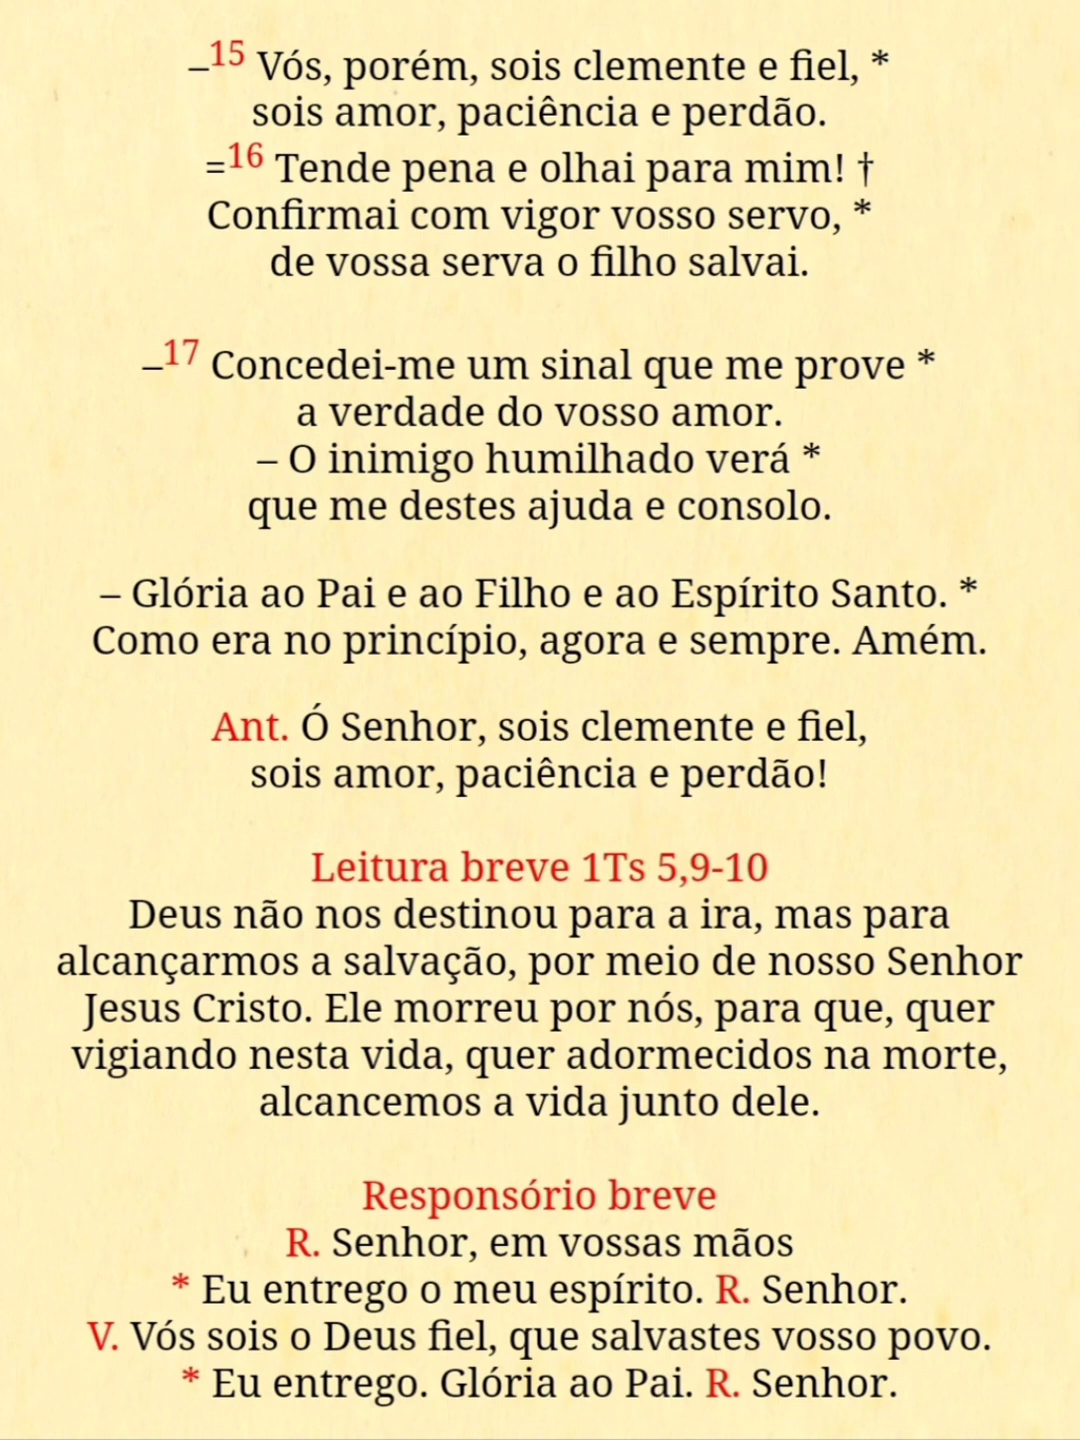 –15 Vós, porém, sois clemente e fiel, *
sois amor, paciência e perdão.
=16 Tende pena e olhai para mim! †
Confirmai com vigor vosso servo, *
de vossa serva o filho salvai.
–17 Concedei-me um sinal que me prove *
a verdade do vosso amor.
– O inimigo humilhado verá *
que me destes ajuda e consolo.
– Glória ao Pai e ao Filho e ao Espírito Santo. *
Como era no princípio, agora e sempre. Amém.
Ant. Ó Senhor, sois clemente e fiel,
sois amor, paciência e perdão!
Leitura breve 1Ts 5,9-10
Deus não nos destinou para a ira, mas para
alcançarmos a salvação, por meio de nosso Senhor
Jesus Cristo. Ele morreu por nós, para que, quer
vigiando nesta vida, quer adormecidos na morte,
alcancemos a vida junto dele.
Responsório breve
R. Senhor, em vossas mãos
* Eu entrego o meu espírito. R. Senhor.
V. Vós sois o Deus fiel, que salvastes vosso povo.
* Eu entrego. Glória ao Pai. R. Senhor.